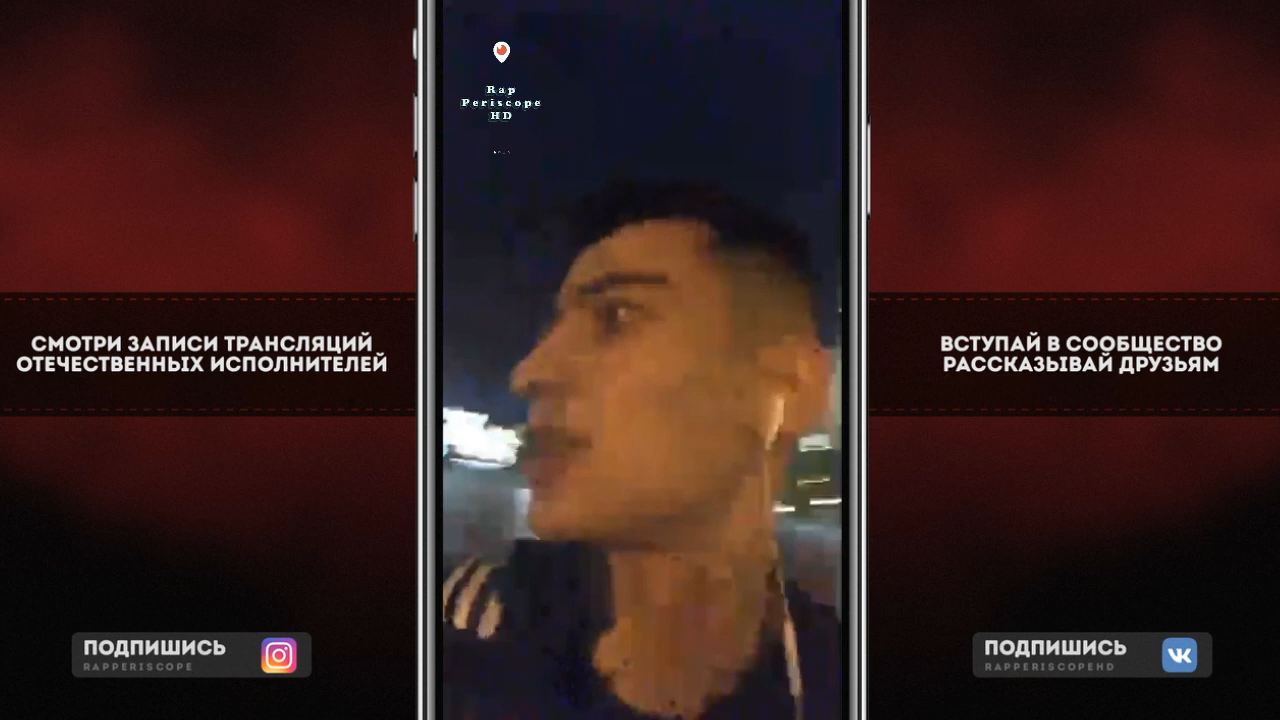 Rap
Periscope
HD
СМОТРИ ЗАПИСИ ТРАНСЛЯЦИЙ
ОТЕЧЕСТВЕННЫХ ИСПОЛНИТЕЛЕЙ
ВСТУПАЙ В СООБЩЕСТВО
РАССКАЗЫВАЙ ДРУЗЬЯМ
ПОДПИШИСЬ
RAPPERISCOPE
ПОДПИШИСЬ
RAPPERISCOPEHD